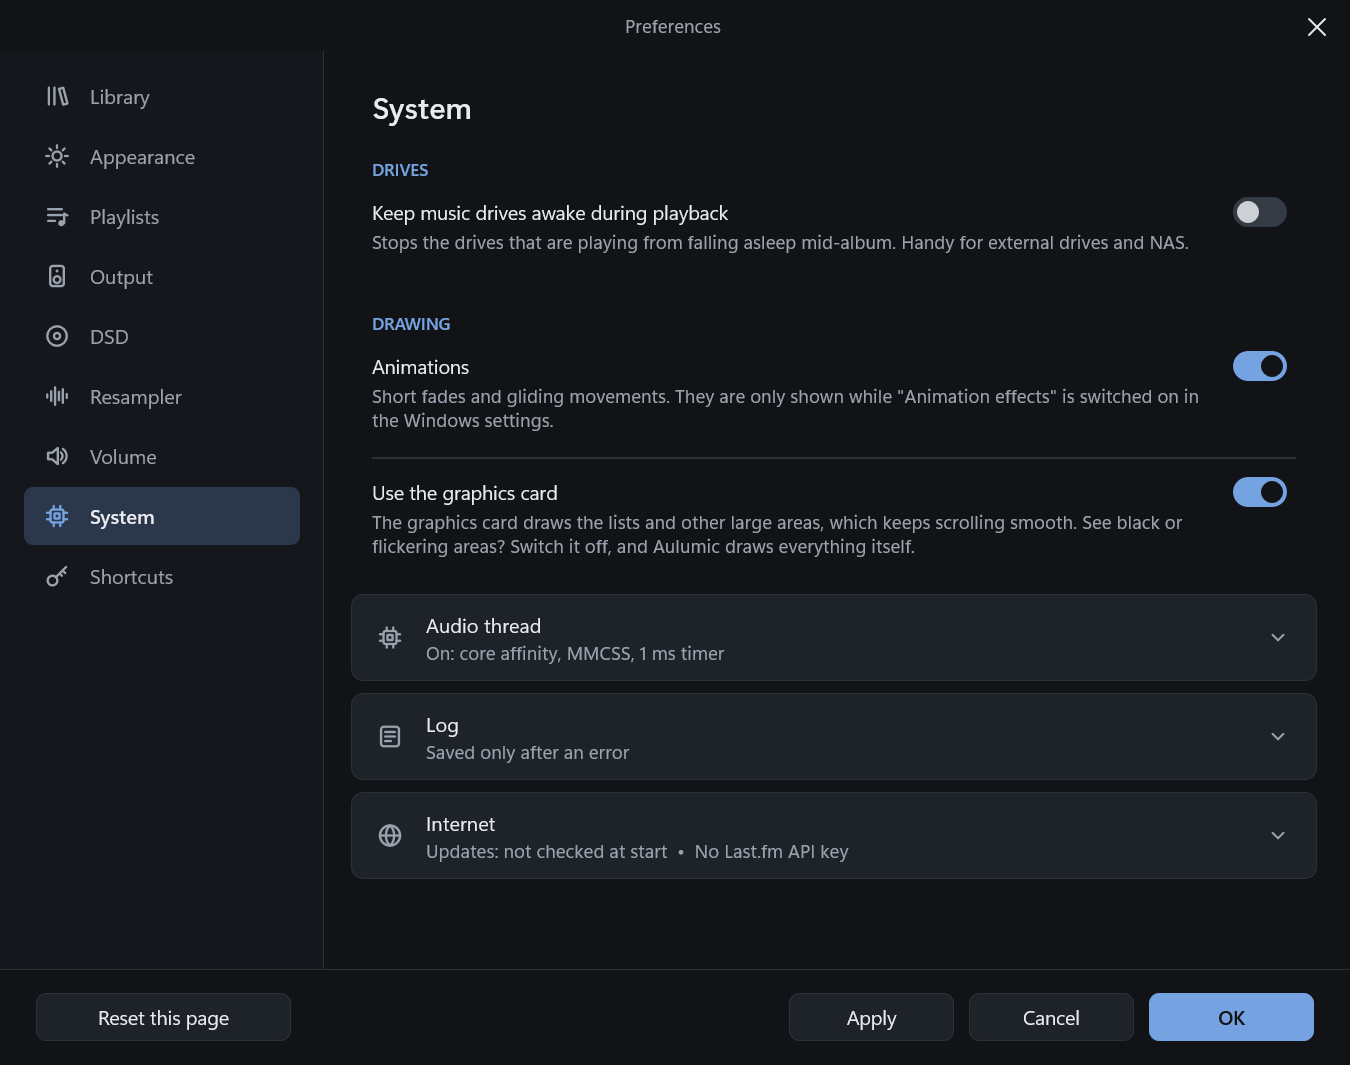 Preferences
Library
Appearance
Playlists
Output
DSD
Resampler
Volume
System
Shortcuts
System
DRIVES
Keep music drives awake during playback
Stops the drives that are playing from falling asleep mid-album. Handy for external drives and NAS.
DRAWING
Animations
Short fades and gliding movements. They are only shown while "Animation effects" is switched on in
the Windows settings.
Use the graphics card
The graphics card draws the lists and other large areas, which keeps scrolling smooth. See black or
flickering areas? Switch it off, and Aulumic draws everything itself.
Audio thread
On: core affinity, MMCSS, 1 ms timer
Log
Saved only after an error
Internet
Updates: not checked at start • No Last.fm API key
Reset this page
Apply
Cancel
OK